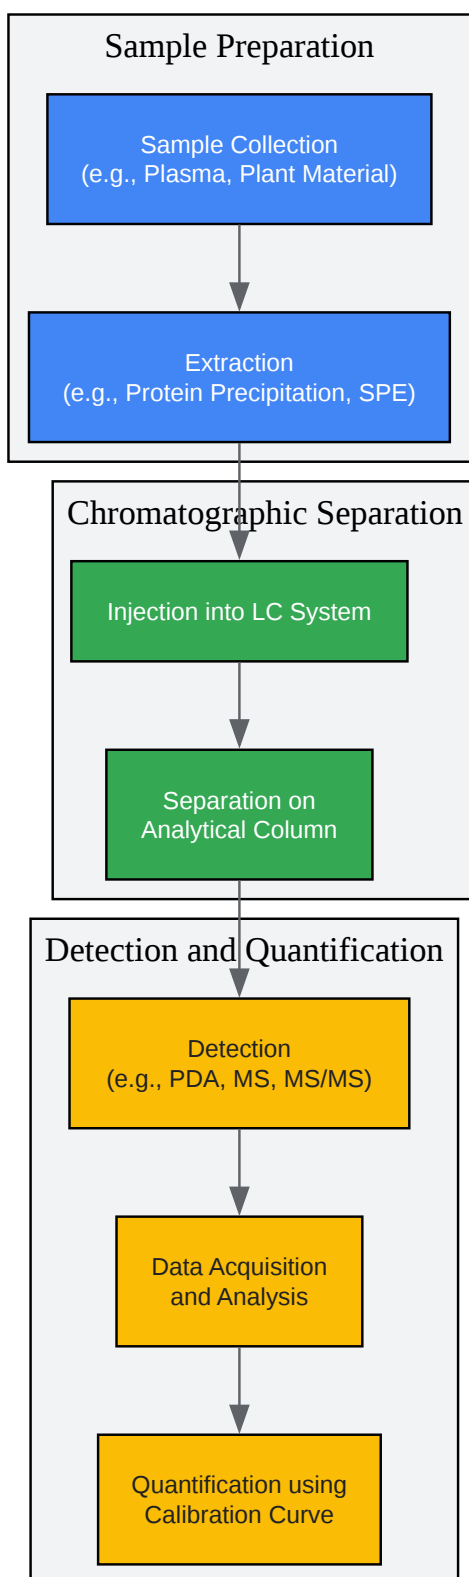 Sample Preparation
Sample Collection
(e.g., Plasma, Plant Material)
Extraction
(e.g., Protein Precipitation, SPE)
Chromatographic Separation
Injection into LC System
Separation on
Analytical Column
Detection and Quantification
Detection
(e.g., PDA, MS, MS/MS)
Data Acquisition
and Analysis
Quantification using
Calibration Curve